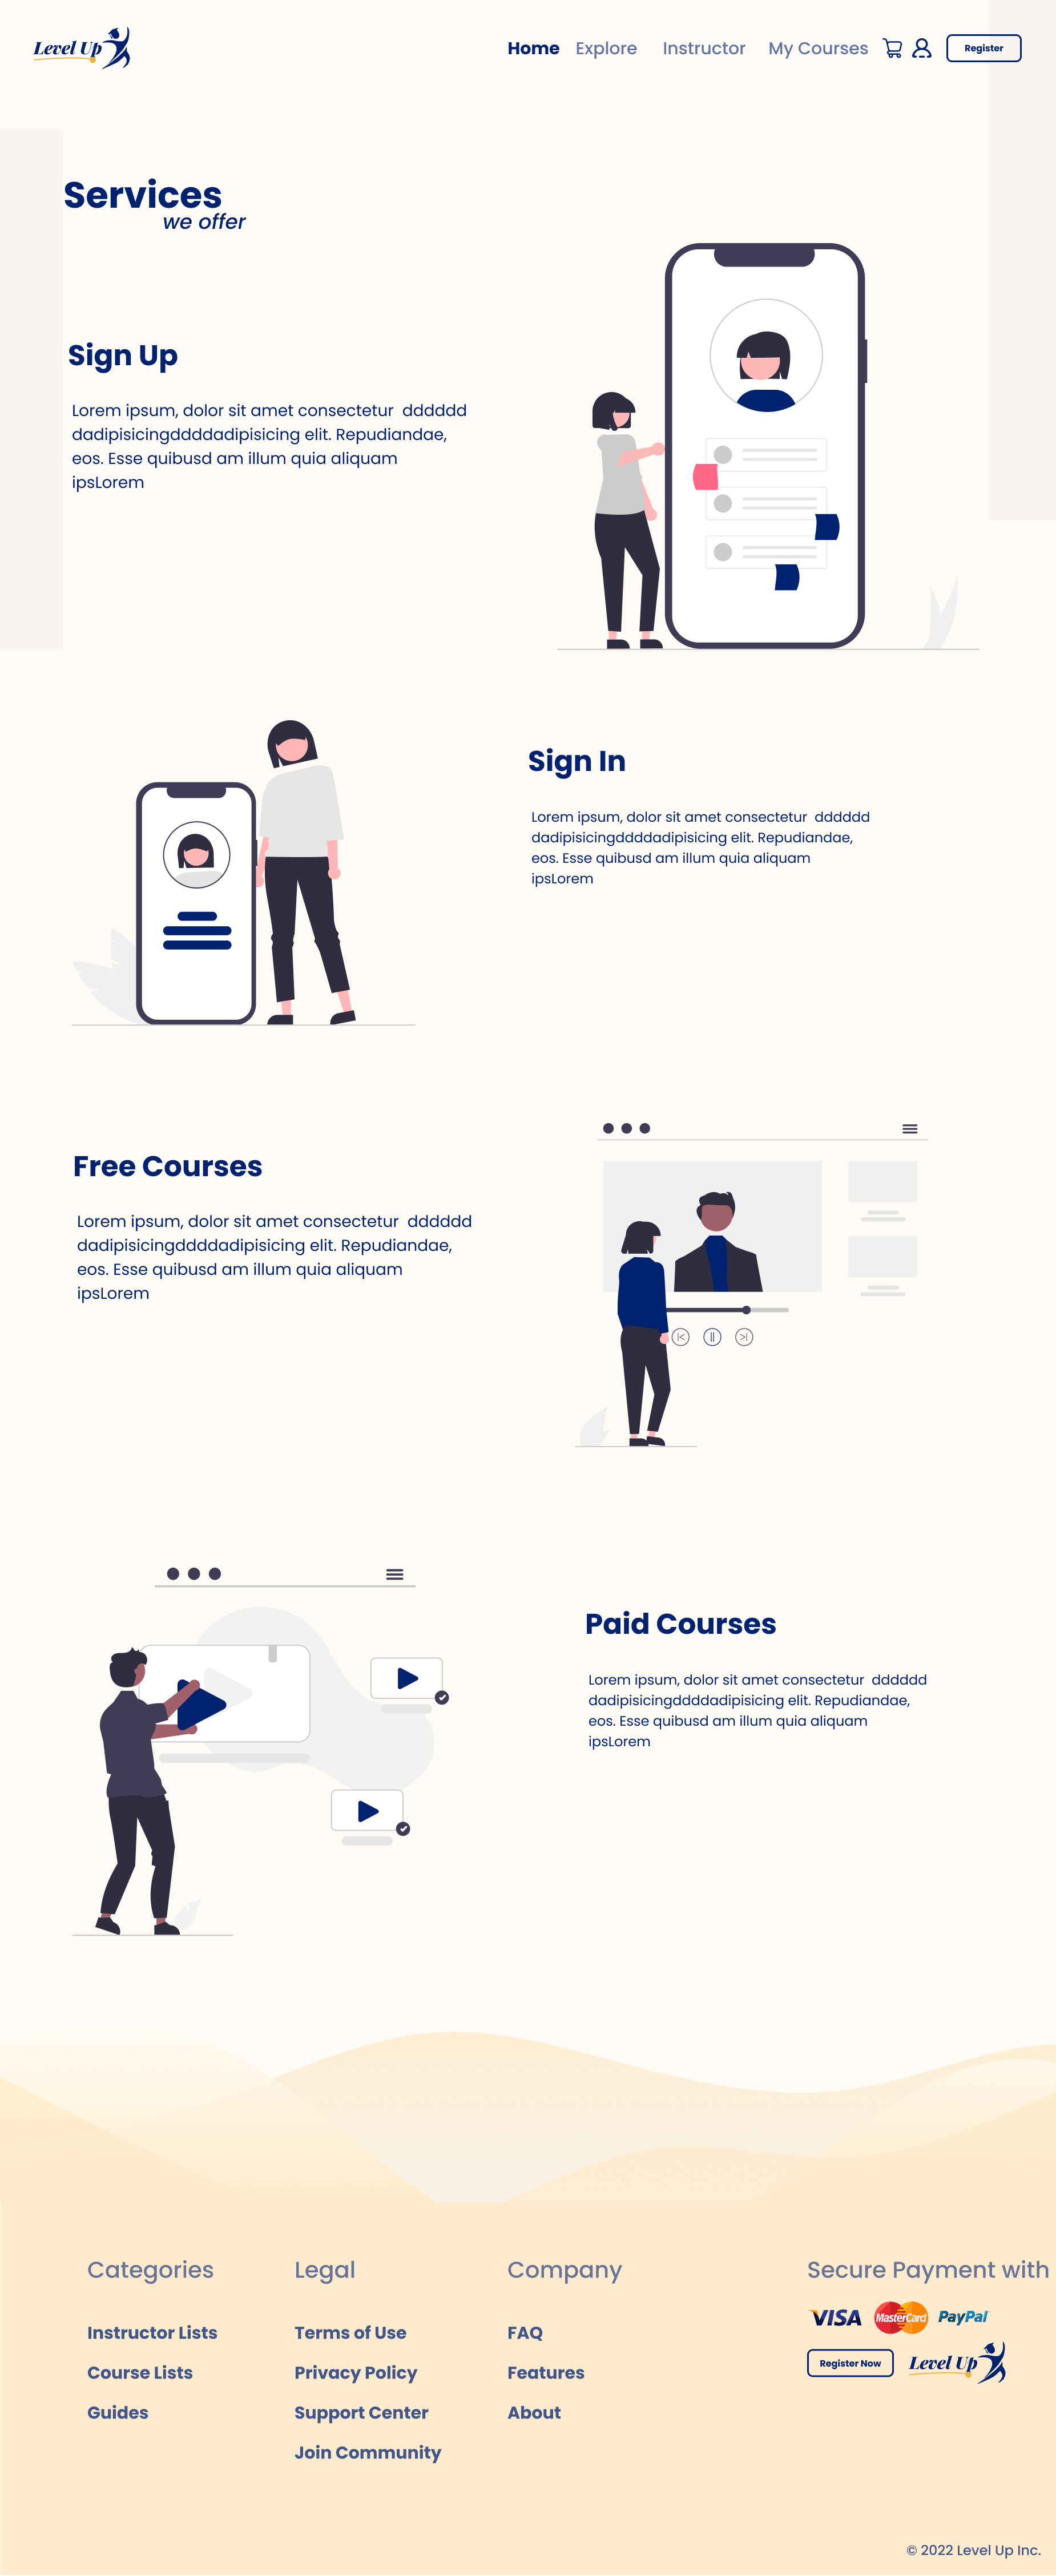 Level Up
Home Explore Instructor My Courses Register
Services
we offer
Sign Up
Lorem ipsum, dolor sit amet consectetur dddddd
dadipisicingddddadipisicing elit. Repudiandae,
eos. Esse quibusd am illum quia aliquam
ipsLorem
Sign In
Lorem ipsum, dolor sit amet consectetur dddddd
dadipisicingddddadipisicing elit. Repudiandae,
eos. Esse quibusd am illum quia aliquam
ipsLorem
Free Courses
Lorem ipsum, dolor sit amet consectetur dddddd
dadipisicingddddadipisicing elit. Repudiandae,
eos. Esse quibusd am illum quia aliquam
ipsLorem
Paid Courses
Lorem ipsum, dolor sit amet consectetur dddddd
dadipisicingddddadipisicing elit. Repudiandae,
eos. Esse quibusd am illum quia aliquam
ipsLorem
Categories
Instructor Lists
Course Lists
Guides
Legal
Terms of Use
Privacy Policy
Support Center
Join Community
Company
FAQ
Features
About
Secure Payment with
VISA MasterCard PayPal
Register Now Level Up
© 2022 Level Up Inc.